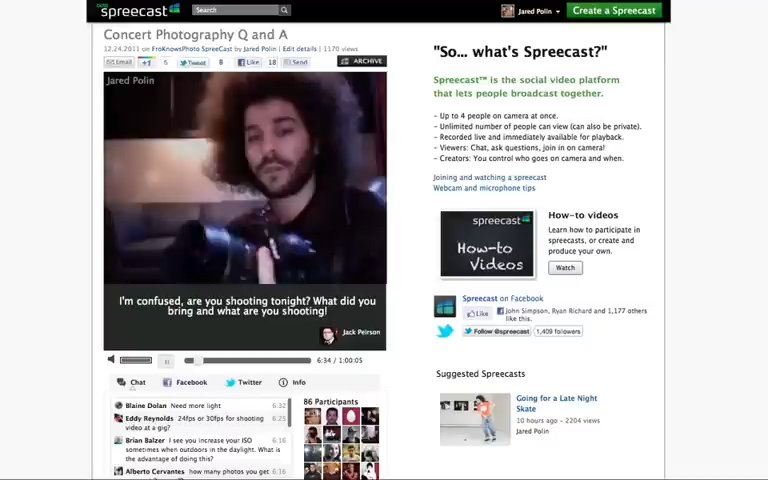 spreecast
Search
Jared Polin
Create a Spreecast
Concert Photography Q and A
12.24.2011 on FroKnowsPhoto SpreeCast by Jared Polin | Edit details | 1170 views
Email
+1
5
Tweet
8
Like
18
Send
ARCHIVE
Jared Polin
I'm confused, are you shooting tonight? What did you
bring and what are you shooting!
Jack Peirson
6:34 / 1:00:05
Chat
Facebook
Twitter
Info
Blaine Dolan Need more light 6:32
Eddy Reynolds 24fps or 30fps for shooting 6:25
video at a gig?
Brian Balzer I see you increase your ISO 6:16
sometimes when outdoors in the daylight. What is
the advantage of doing this?
Alberto Cervantes how many photos you get 6:16
86 Participants
"So... what's Spreecast?"
Spreecast™ is the social video platform
that lets people broadcast together.
- Up to 4 people on camera at once.
- Unlimited number of people can view (can also be private).
- Recorded live and immediately available for playback.
- Viewers: Chat, ask questions, join in on camera!
- Creators: You control who goes on camera and when.
Joining and watching a spreecast
Webcam and microphone tips
spreecast
How-to
Videos
How-to videos
Learn how to participate in
spreecasts, or create and
produce your own.
Watch
Spreecast on Facebook
Like
John Simpson, Ryan Richard and 1,177 others
like this.
Follow @spreecast
1,409 followers
Suggested Spreecasts
Going for a Late Night
Skate
10 hours ago - 2204 views
Jared Polin